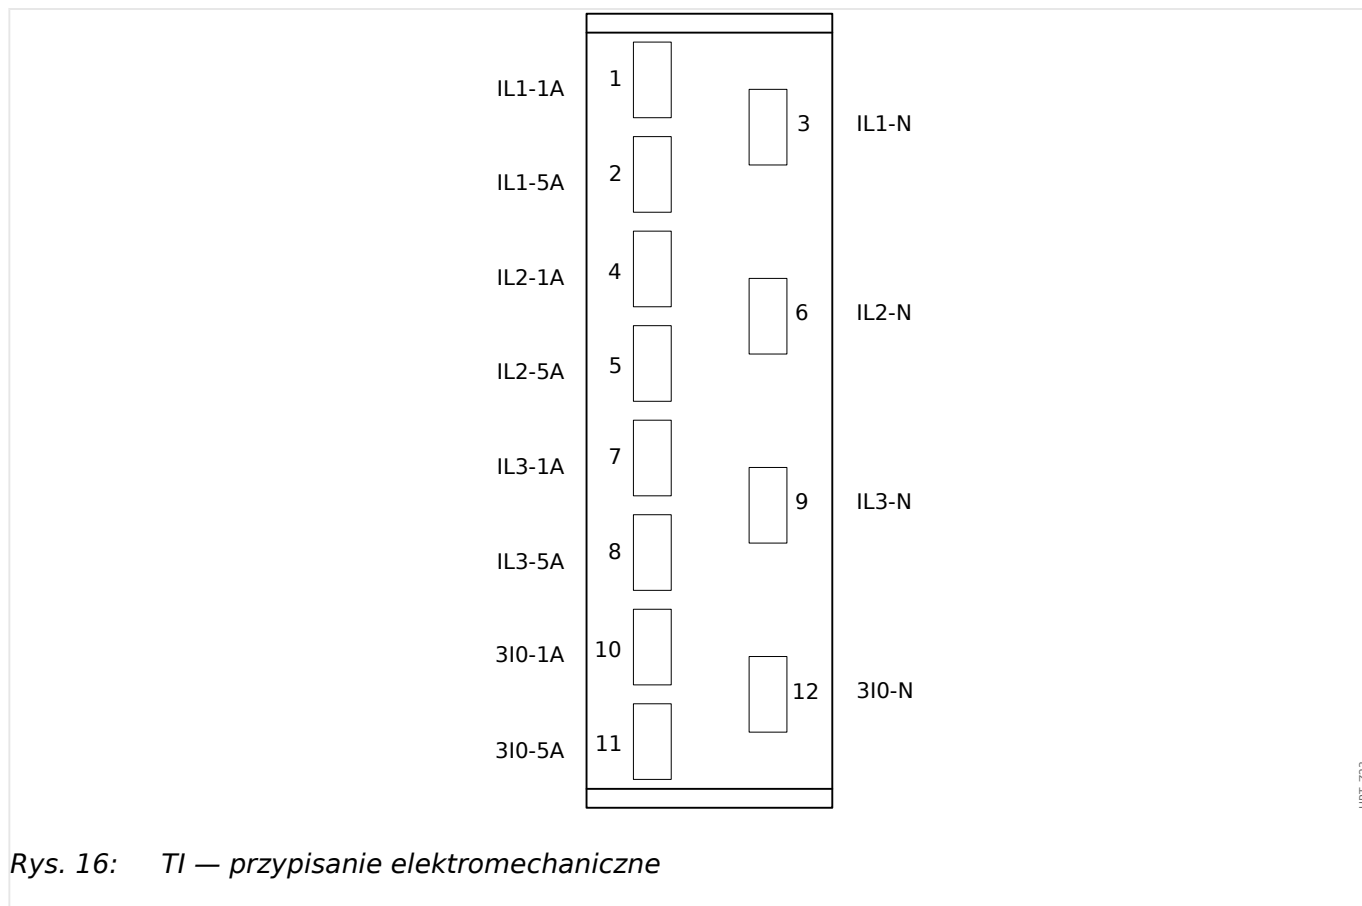 IL1-1A 1
3 IL1-N
IL1-5A 2
IL2-1A 4
6 IL2-N
IL2-5A 5
IL3-1A 7
9 IL3-N
IL3-5A 8
3I0-1A 10
12 3I0-N
3I0-5A 11
Rys. 16: TI — przypisanie elektromechaniczne